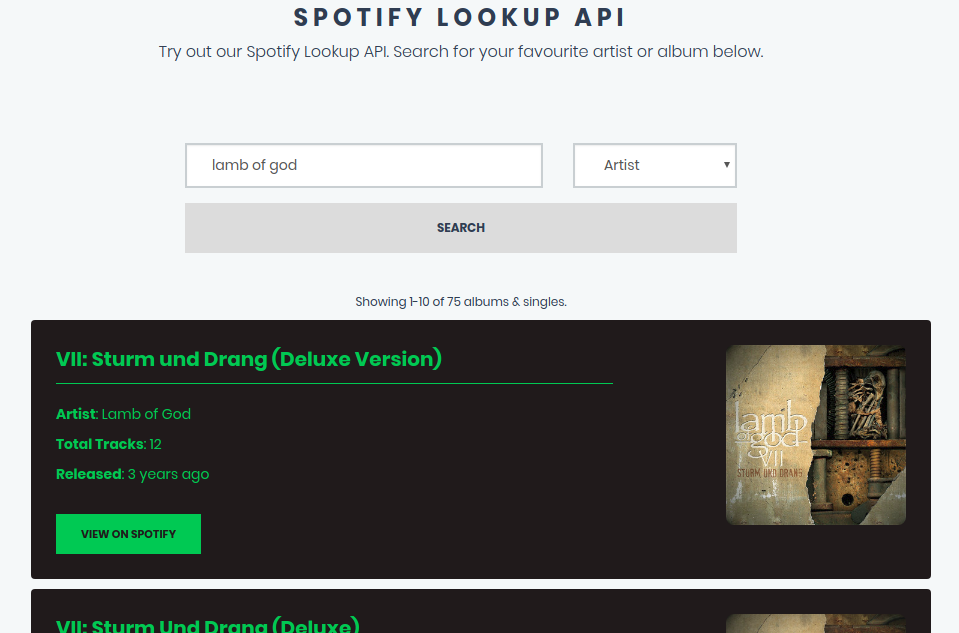 SPOTIFY LOOKUP API
Try out our Spotify Lookup API. Search for your favourite artist or album below.
lamb of god
Artist
SEARCH
Showing 1-10 of 75 albums & singles.
VII: Sturm und Drang (Deluxe Version)
Artist: Lamb of God
Total Tracks: 12
Released: 3 years ago
VIEW ON SPOTIFY
lamb
of god
VII
STURM UND DRANG
VII: Sturm Und Drang (Deluxe)